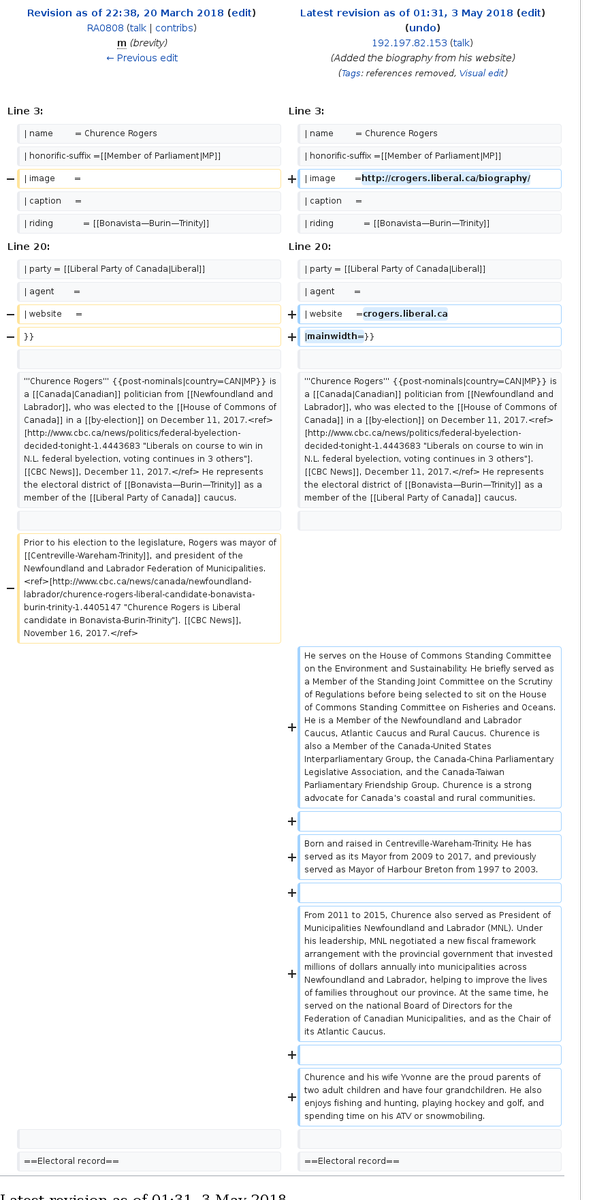 Revision as of 22:38, 20 March 2018 (edit)
RA0808 (talk | contribs)
m (brevity)
← Previous edit
Latest revision as of 01:31, 3 May 2018 (edit)
(undo)
192.197.82.153 (talk)
(Added the biography from his website)
(Tags: references removed, Visual edit)
Line 3:
Line 3:
| name = Churence Rogers
| name = Churence Rogers
| honorific-suffix =[[Member of Parliament|MP]]
| honorific-suffix =[[Member of Parliament|MP]]
− | image =
+ | image =http://crogers.liberal.ca/biography/
| caption =
| caption =
| riding = [[Bonavista—Burin—Trinity]]
| riding = [[Bonavista—Burin—Trinity]]
Line 20:
Line 20:
| party = [[Liberal Party of Canada|Liberal]]
| party = [[Liberal Party of Canada|Liberal]]
| agent =
| agent =
− | website =
+ | website =crogers.liberal.ca
− }}
+ |mainwidth=}}
'''Churence Rogers''' {{post-nominals|country=CAN|MP}} is
a [[Canada|Canadian]] politician from [[Newfoundland and
Labrador]], who was elected to the [[House of Commons of
Canada]] in a [[by-election]] on December 11, 2017.<ref>
[http://www.cbc.ca/news/politics/federal-byelection-
decided-tonight-1.4443683 "Liberals on course to win in
N.L. federal byelection, voting continues in 3 others"].
[[CBC News]], December 11, 2017.</ref> He represents
the electoral district of [[Bonavista—Burin—Trinity]] as a
member of the [[Liberal Party of Canada]] caucus.
'''Churence Rogers''' {{post-nominals|country=CAN|MP}} is
a [[Canada|Canadian]] politician from [[Newfoundland and
Labrador]], who was elected to the [[House of Commons of
Canada]] in a [[by-election]] on December 11, 2017.<ref>
[http://www.cbc.ca/news/politics/federal-byelection-
decided-tonight-1.4443683 "Liberals on course to win in
N.L. federal byelection, voting continues in 3 others"].
[[CBC News]], December 11, 2017.</ref> He represents
the electoral district of [[Bonavista—Burin—Trinity]] as a
member of the [[Liberal Party of Canada]] caucus.
Prior to his election to the legislature, Rogers was mayor of
[[Centreville-Wareham-Trinity]], and president of the
Newfoundland and Labrador Federation of Municipalities.
<ref>[http://www.cbc.ca/news/canada/newfoundland-
− labrador/churence-rogers-liberal-candidate-bonavista-
burin-trinity-1.4405147 "Churence Rogers is Liberal
candidate in Bonavista-Burin-Trinity"]. [[CBC News]],
November 16, 2017.</ref>
He serves on the House of Commons Standing Committee
on the Environment and Sustainability. He briefly served as
a Member of the Standing Joint Committee on the Scrutiny
of Regulations before being selected to sit on the House
of Commons Standing Committee on Fisheries and Oceans.
+ He is a Member of the Newfoundland and Labrador
Caucus, Atlantic Caucus and Rural Caucus. Churence is
also a Member of the Canada-United States
Interparliamentary Group, the Canada-China Parliamentary
Legislative Association, and the Canada-Taiwan
Parliamentary Friendship Group. Churence is a strong
advocate for Canada's coastal and rural communities.
+
Born and raised in Centreville-Wareham-Trinity. He has
+ served as its Mayor from 2009 to 2017, and previously
served as Mayor of Harbour Breton from 1997 to 2003.
+
From 2011 to 2015, Churence also served as President of
Municipalities Newfoundland and Labrador (MNL). Under
his leadership, MNL negotiated a new fiscal framework
arrangement with the provincial government that invested
+ millions of dollars annually into municipalities across
Newfoundland and Labrador, helping to improve the lives
of families throughout our province. At the same time, he
served on the national Board of Directors for the
Federation of Canadian Municipalities, and as the Chair of
its Atlantic Caucus.
+
Churence and his wife Yvonne are the proud parents of
+ two adult children and have four grandchildren. He also
enjoys fishing and hunting, playing hockey and golf, and
spending time on his ATV or snowmobiling.
==Electoral record==
==Electoral record==
Latest revision as of 01:31, 3 May 2018